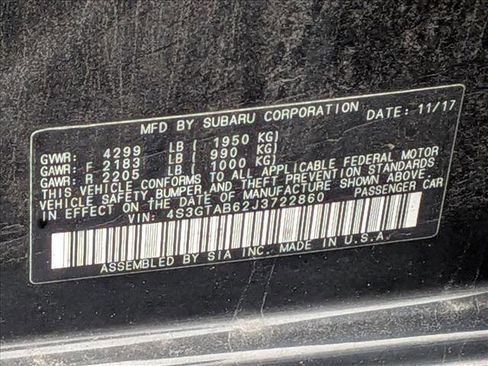 MFD BY SUBARU CORPORATION DATE: 11/17
GVWR: 4299 LB ( 1950 KG)
GAWR: F 2183 LB ( 990 KG)
GAWR: R 2205 LB ( 1000 KG)
THIS VEHICLE CONFORMS TO ALL APPLICABLE FEDERAL MOTOR
VEHICLE SAFETY, BUMPER, AND THEFT PREVENTION STANDARDS
IN EFFECT ON THE DATE OF MANUFACTURE SHOWN ABOVE.
VIN: 4S3GTAB62J3722860 PASSENGER CAR
ASSEMBLED BY SIA INC. MADE IN U.S.A.